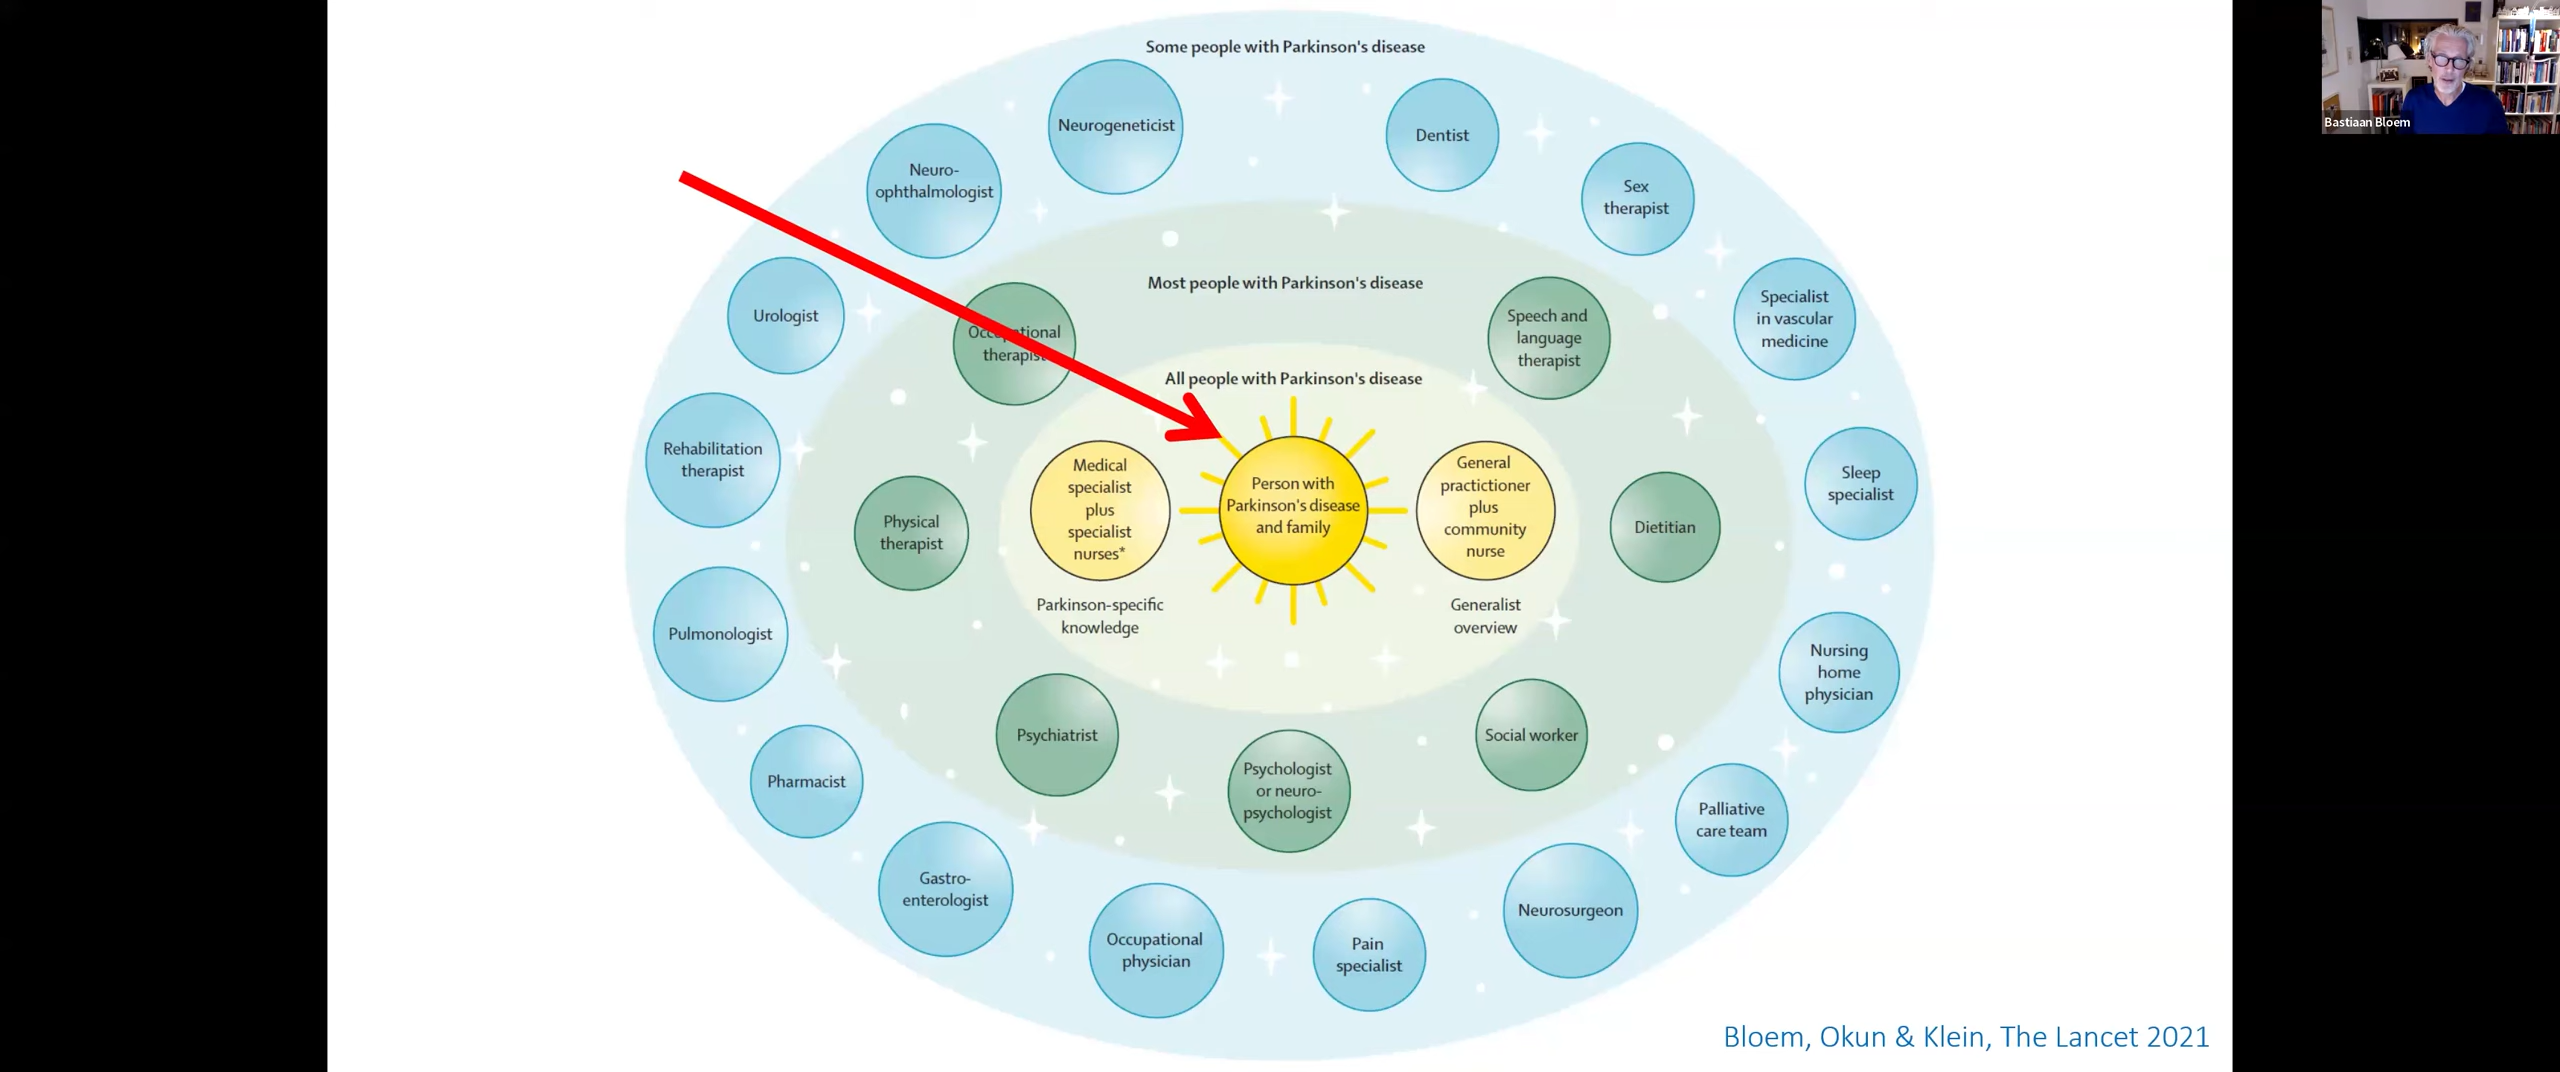 Some people with Parkinson's disease
Neurogeneticist
Dentist
Neuro-
ophthalmologist
Sex
therapist
Urologist
Specialist
in vascular
medicine
Rehabilitation
therapist
Sleep
specialist
Pulmonologist
Nursing
home
physician
Pharmacist
Palliative
care team
Gastro-
enterologist
Neurosurgeon
Occupational
physician
Pain
specialist
Most people with Parkinson's disease
Occupational
therapist
Speech and
language
therapist
Physical
therapist
Dietitian
Psychiatrist
Social worker
Psychologist
or neuro-
psychologist
All people with Parkinson's disease
Medical
specialist
plus
specialist
nurses*
Parkinson-specific
knowledge
Person with
Parkinson's disease
and family
General
practictioner
plus
community
nurse
Generalist
overview
Bloem, Okun & Klein, The Lancet 2021
Bastiaan Bloem